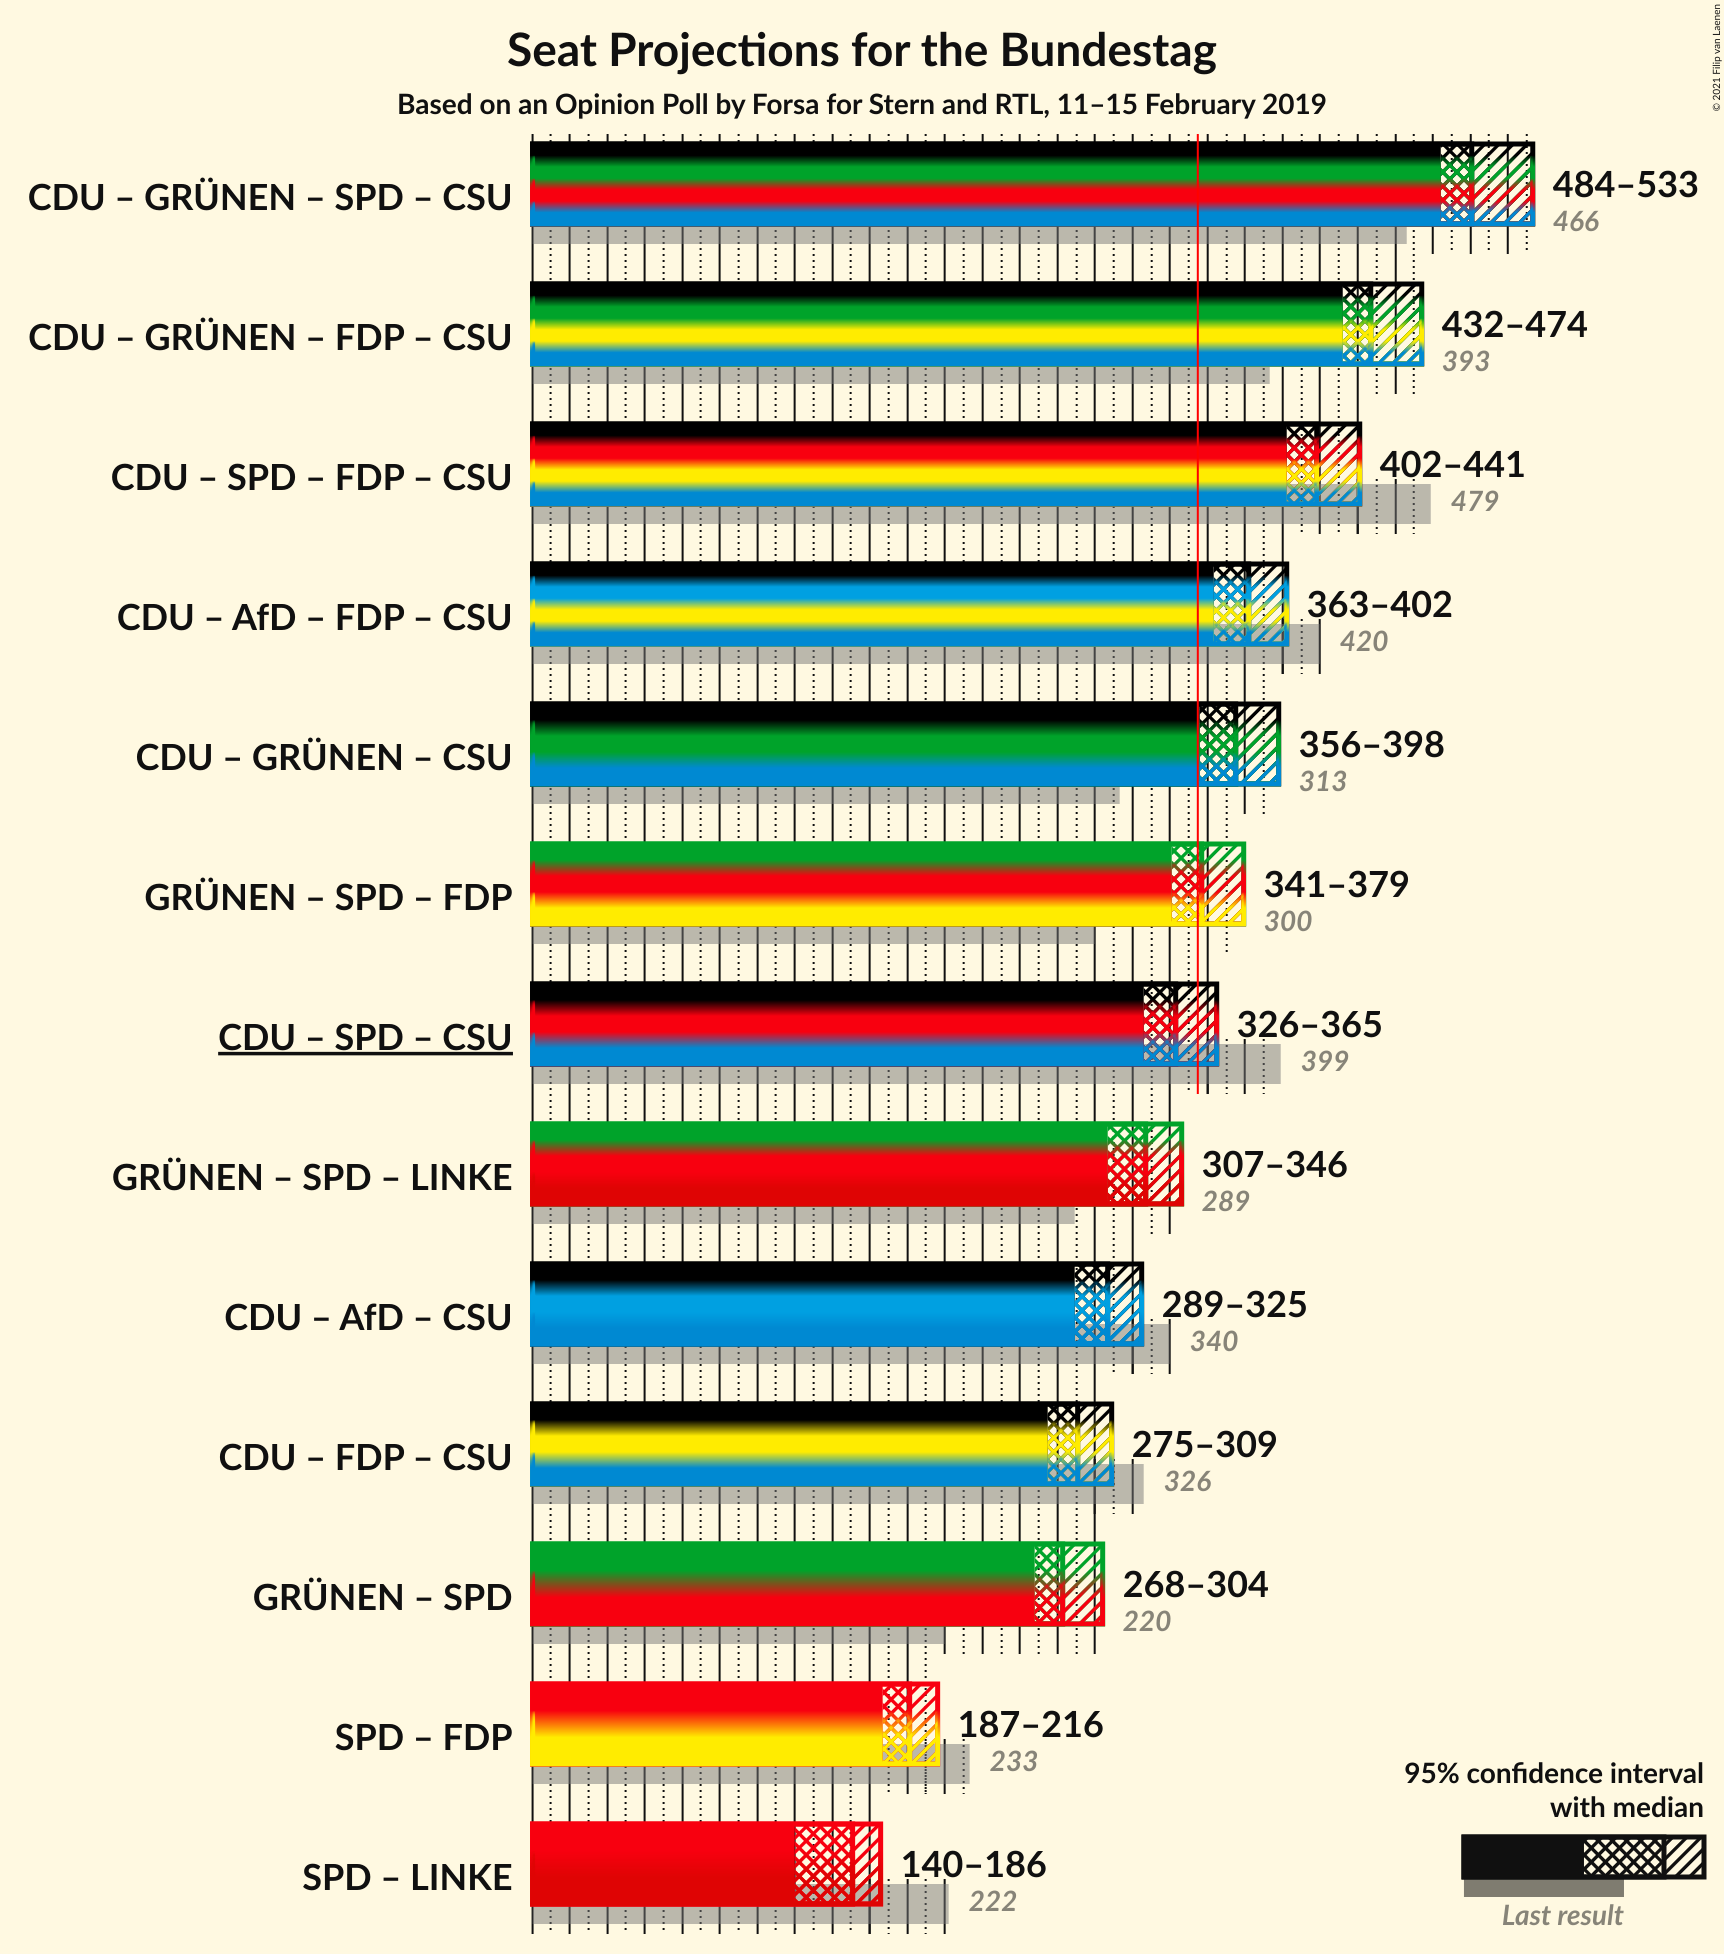 © 2021 Filip van Laenen
Seat Projections for the Bundestag
Based on an Opinion Poll by Forsa for Stern and RTL, 11–15 February 2019
CDU – GRÜNEN – SPD – CSU
484–533
466
CDU – GRÜNEN – FDP – CSU
432–474
393
CDU – SPD – FDP – CSU
402–441
479
CDU – AfD – FDP – CSU
363–402
420
CDU – GRÜNEN – CSU
356–398
313
GRÜNEN – SPD – FDP
341–379
300
CDU – SPD – CSU
326–365
399
GRÜNEN – SPD – LINKE
307–346
289
CDU – AfD – CSU
289–325
340
CDU – FDP – CSU
275–309
326
GRÜNEN – SPD
268–304
220
SPD – FDP
187–216
233
SPD – LINKE
140–186
222
95% confidence interval
with median
Last result